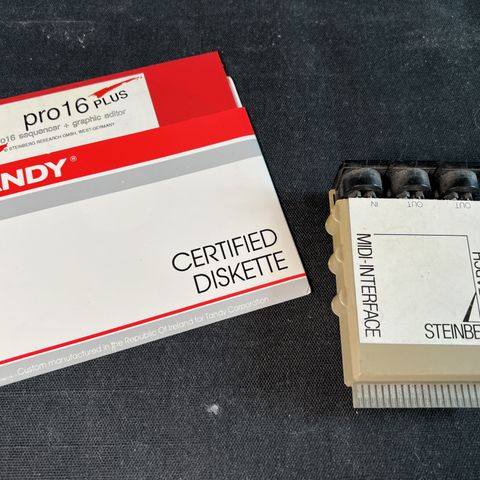 pro16 PLUS
pro16 sequencer + graphic editor
© STEINBERG RESEARCH GMBH, WEST-GERMANY
ANDY®
CERTIFIED
DISKETTE
Custom manufactured in the Republic Of Ireland for Tandy Corporation
IN
OUT
OUT
MIDI-INTERFACE
STEINBE